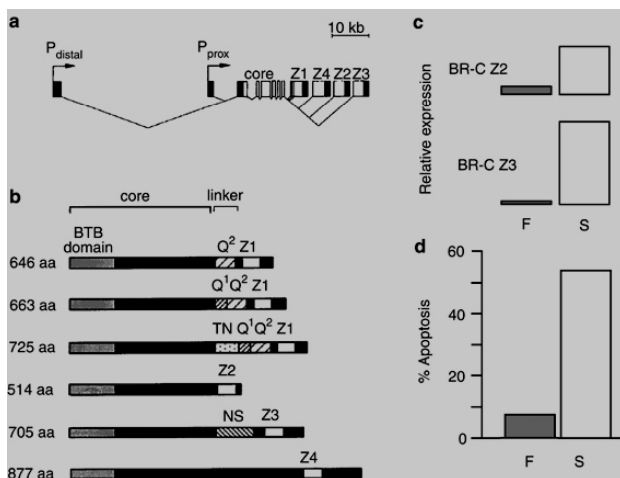 a
P distal
P prox
10 kb
core
Z1 Z4 Z2 Z3
b
core
linker
BTB domain
646 aa
Q2 Z1
663 aa
Q1Q2 Z1
725 aa
TN Q1Q2 Z1
514 aa
Z2
705 aa
NS Z3
877 aa
Z4
c
Relative expression
BR-C Z2
BR-C Z3
F S
d
% Apoptosis
60
40
20
0
F S